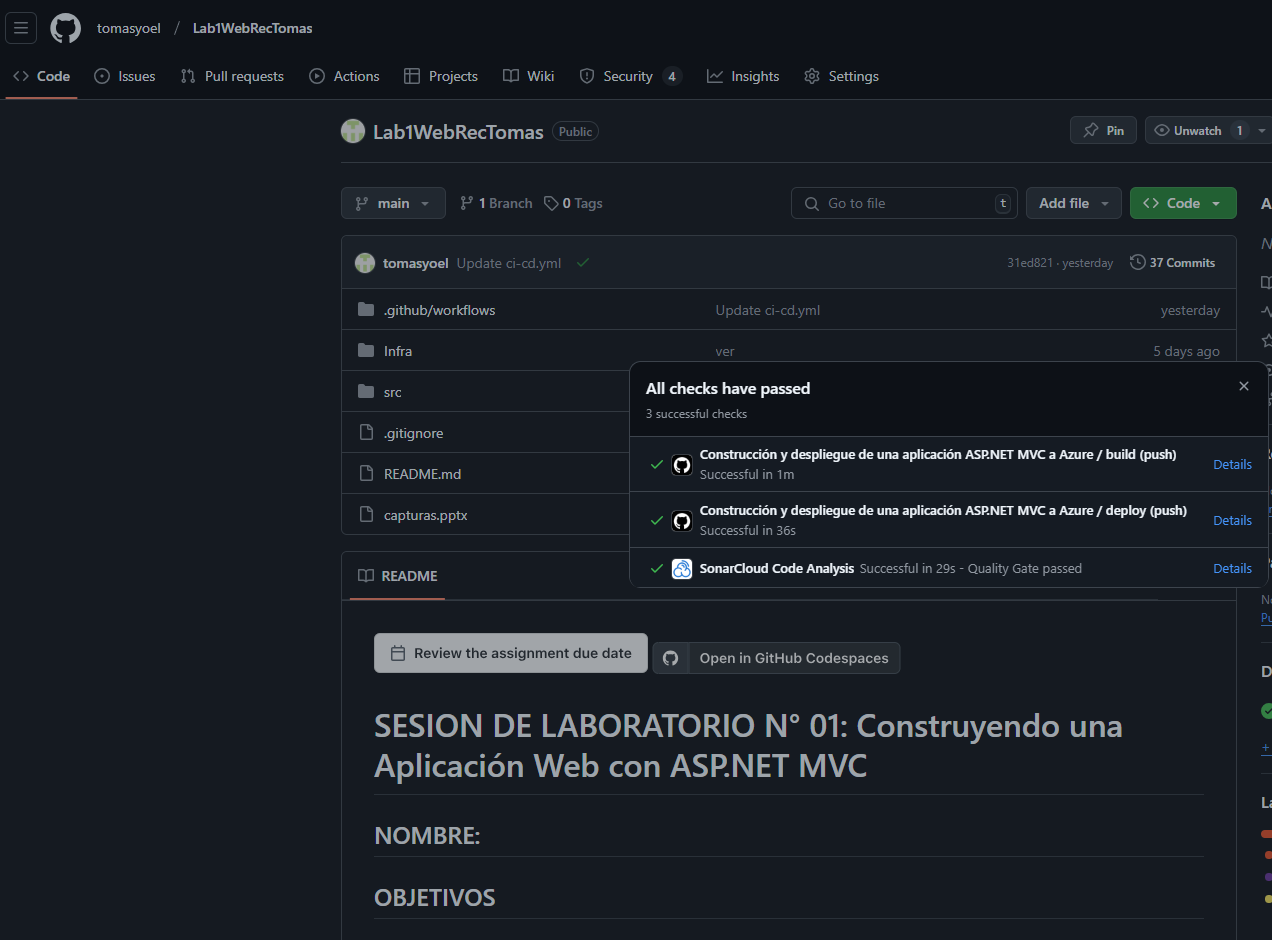 tomasyoel / Lab1WebRecTomas
Code Issues Pull requests Actions Projects Wiki Security 4 Insights Settings
Lab1WebRecTomas Public
Pin Unwatch 1
main 1 Branch 0 Tags Go to file t Add file Code
tomasyoel Update ci-cd.yml 31ed821 · yesterday 37 Commits
.github/workflows Update ci-cd.yml yesterday
Infra ver 5 days ago
src
.gitignore
README.md
capturas.pptx
All checks have passed
3 successful checks
Construcción y despliegue de una aplicación ASP.NET MVC a Azure / build (push)
Successful in 1m
Details
Construcción y despliegue de una aplicación ASP.NET MVC a Azure / deploy (push)
Successful in 36s
Details
SonarCloud Code Analysis Successful in 29s - Quality Gate passed
Details
README
Review the assignment due date Open in GitHub Codespaces
SESION DE LABORATORIO N° 01: Construyendo una
Aplicación Web con ASP.NET MVC
NOMBRE:
OBJETIVOS